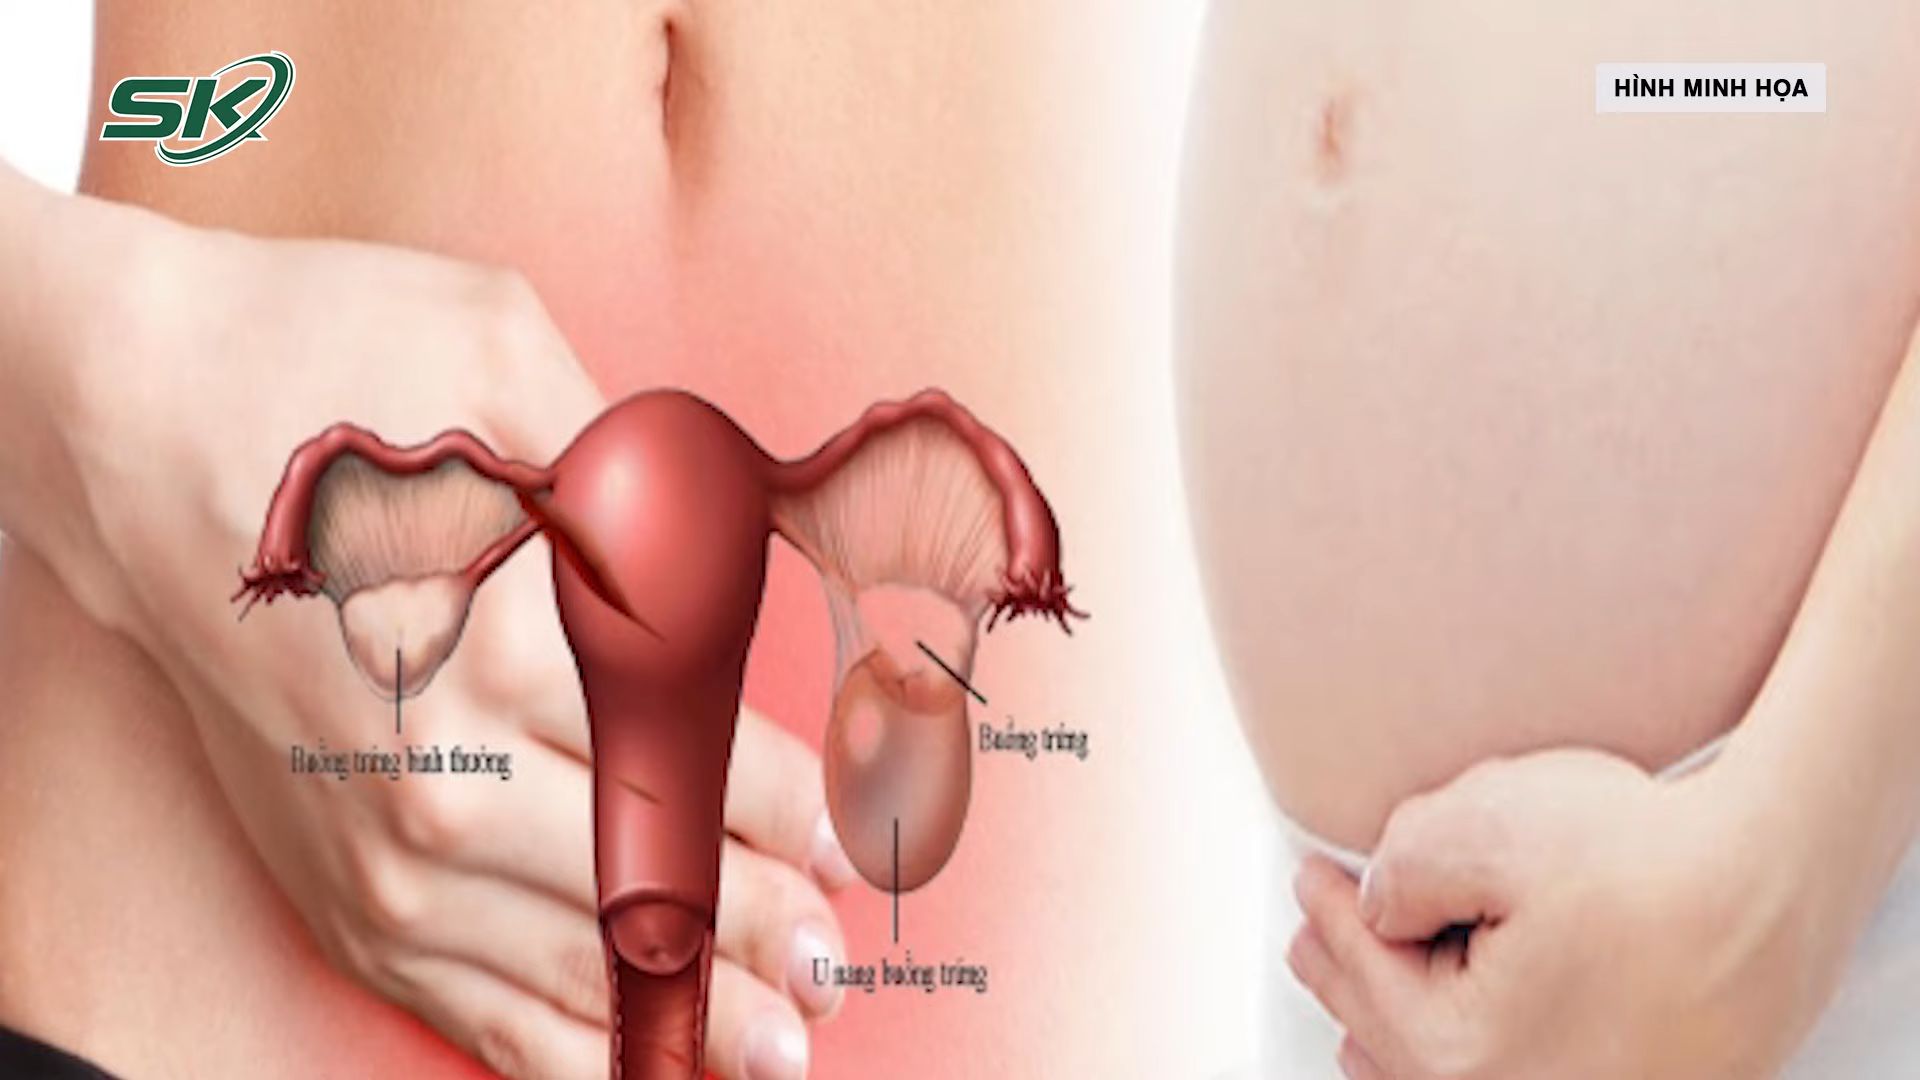 SK
HÌNH MINH HỌA
Buồng trứng bình thường
Buồng trứng
U nang buồng trứng